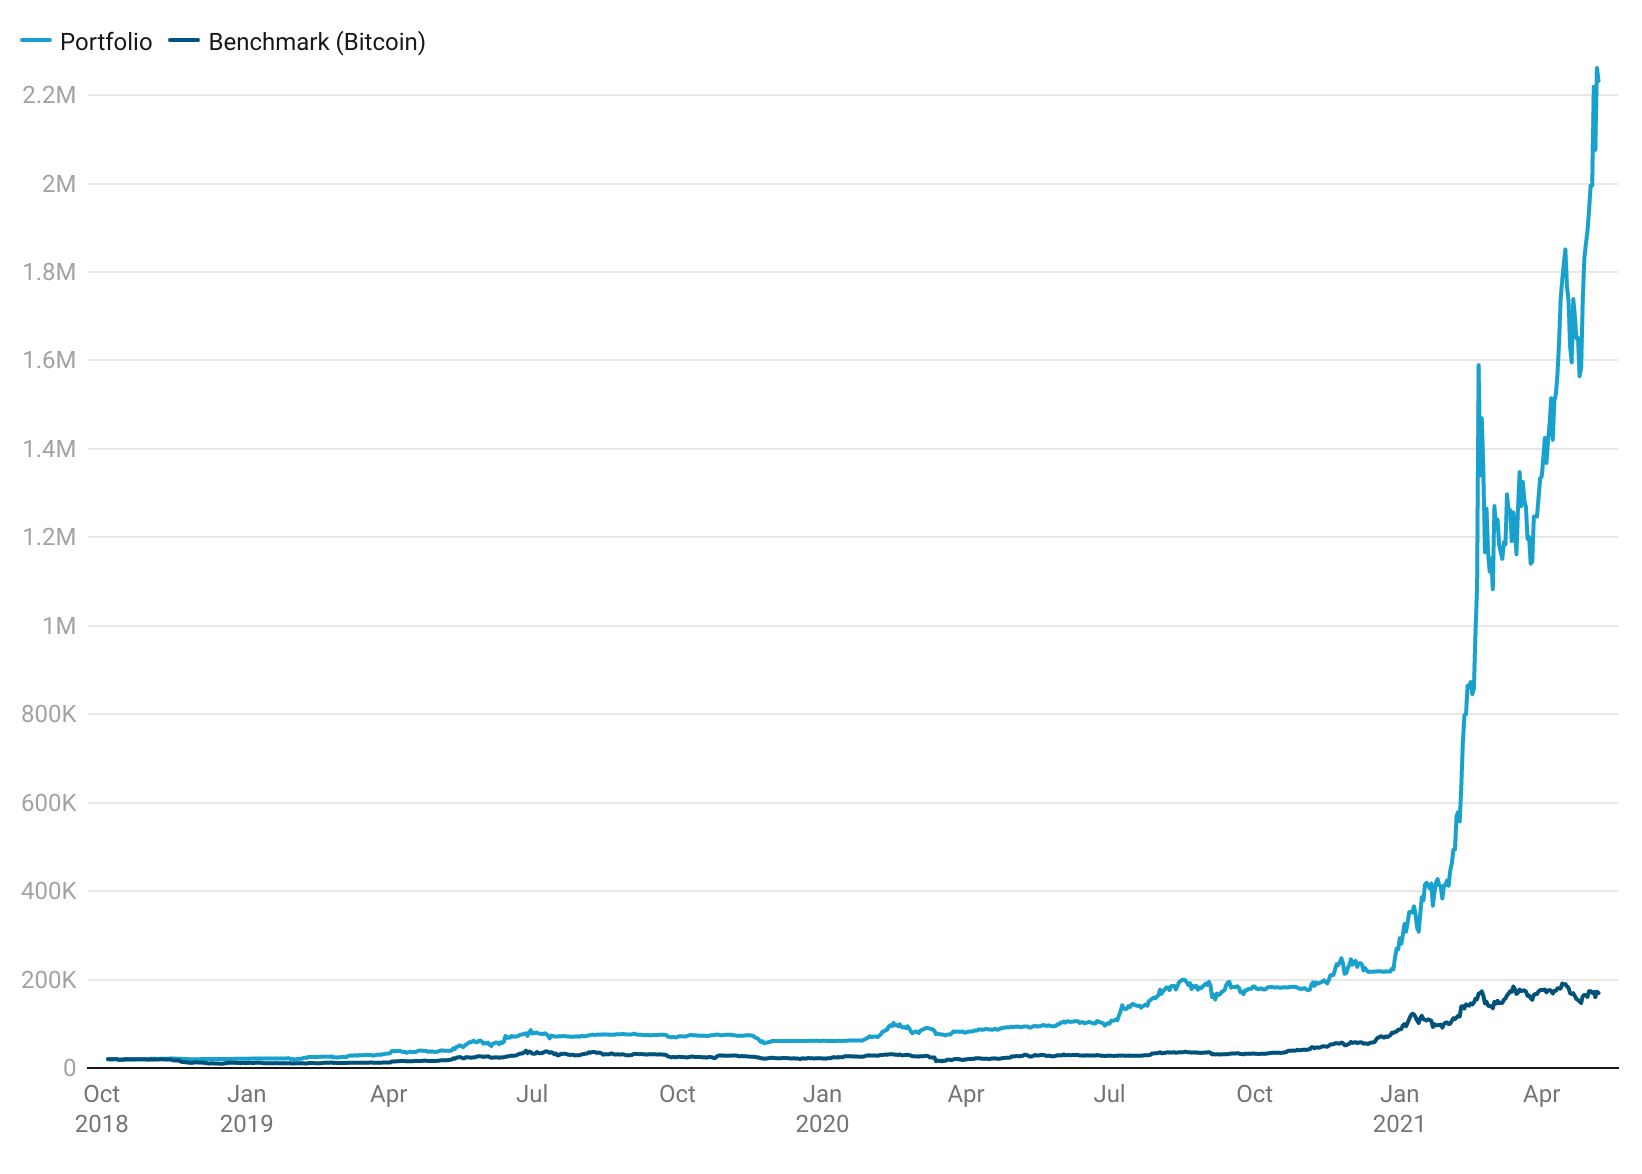 Portfolio Benchmark (Bitcoin)
2.2M
2M
1.8M
1.6M
1.4M
1.2M
1M
800K
600K
400K
200K
0
Oct Jan Apr Jul Oct Jan Apr Jul Oct Jan Apr
2018 2019 2020 2021